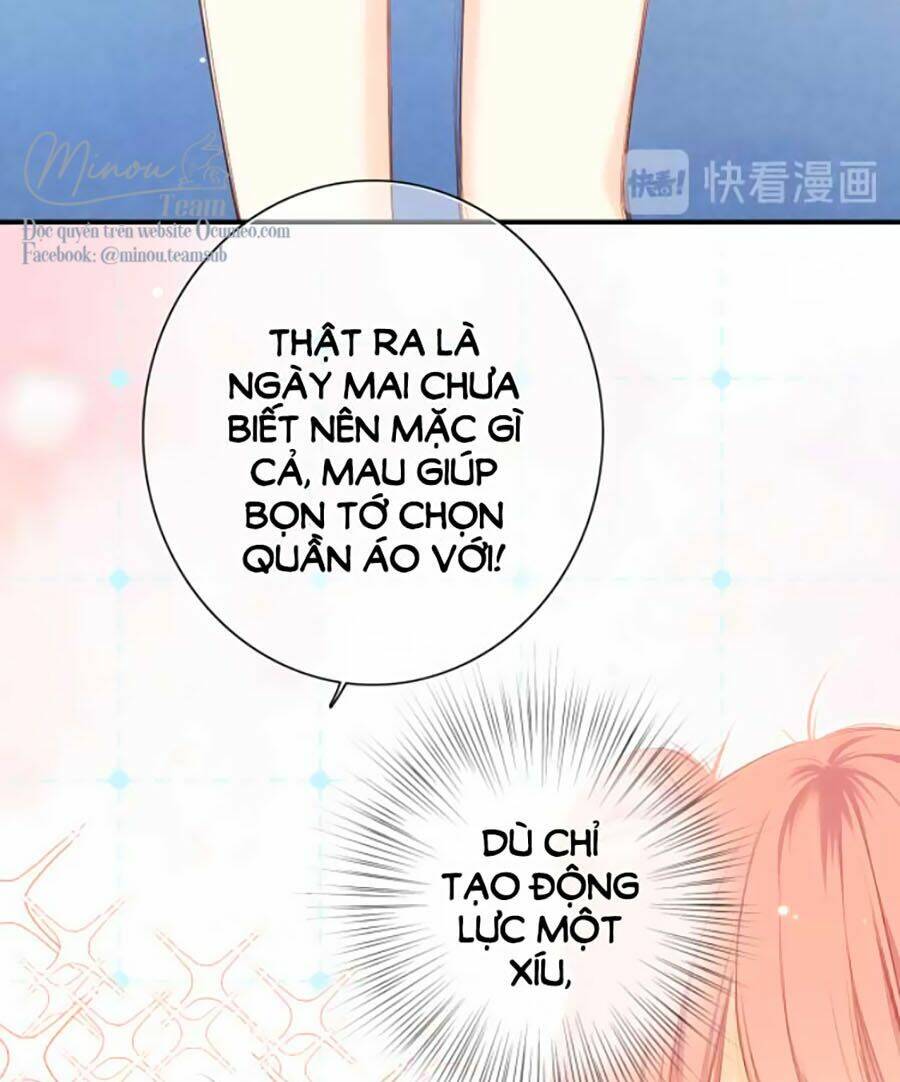 Minou
Team
Độc quyền trên website Ocumeo.com
Facebook: @minou.teamsub
快看! 快看漫画
THẬT RA LÀ
NGÀY MAI CHƯA
BIẾT NÊN MẶC GÌ
CẢ, MAU GIÚP
BỌN TỚ CHỌN
QUẦN ÁO VỚI!
DÙ CHỈ
TẠO ĐỘNG
LỰC MỘT
XÍU,